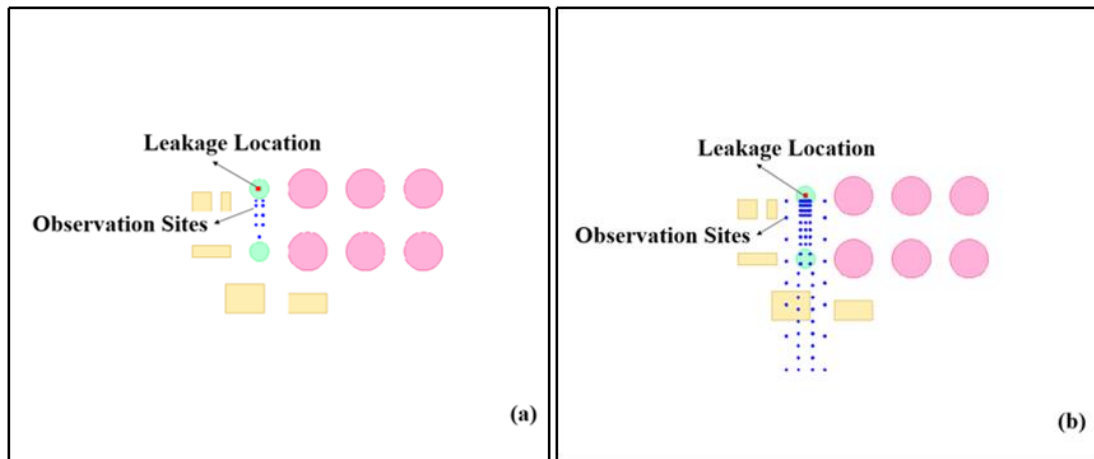 Leakage Location
Observation Sites
(a)
Leakage Location
Observation Sites
(b)